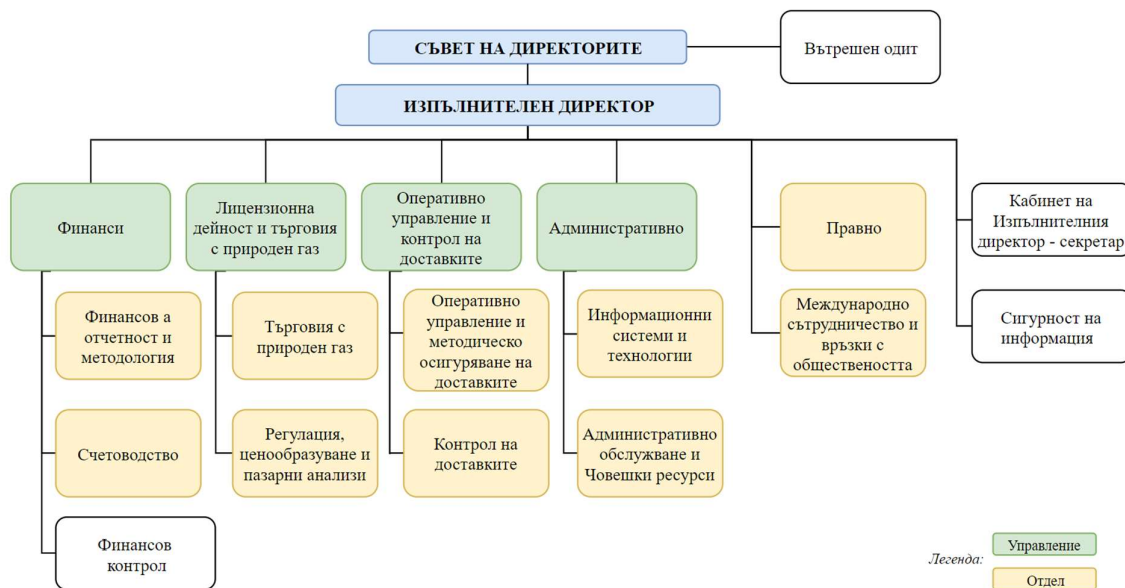 СЪВЕТ НА ДИРЕКТОРИТЕ
Вътрешен одит
ИЗПЪЛНИТЕЛЕН ДИРЕКТОР
Финанси
Лицензионна
дейност и търговия
с природен газ
Оперативно
управление и
контрол на
доставките
Административно
Правно
Кабинет на
Изпълнителния
директор - секретар
Финансов а
отчетност и
методология
Търговия с
природен газ
Оперативно
управление и
методическо
осигуряване на
доставките
Информационни
системи и
технологии
Международно
сътрудничество и
връзки с
обществеността
Сигурност на
информация
Счетоводство
Регулация,
ценообразуване и
пазарни анализи
Контрол на
доставките
Административно
обслужване и
Човешки ресурси
Финансов
контрол
Легенда:
Управление
Отдел